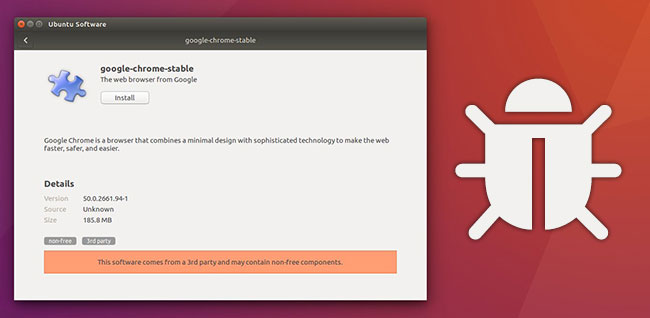 Ubuntu Software
google-chrome-stable
google-chrome-stable
The web browser from Google
Install
Google Chrome is a browser that combines a minimal design with sophisticated technology to make the web
faster, safer, and easier.
Details
Version 50.0.2661.94-1
Source Unknown
Size 185.8 MB
non-free 3rd party
This software comes from a 3rd party and may contain non-free components.